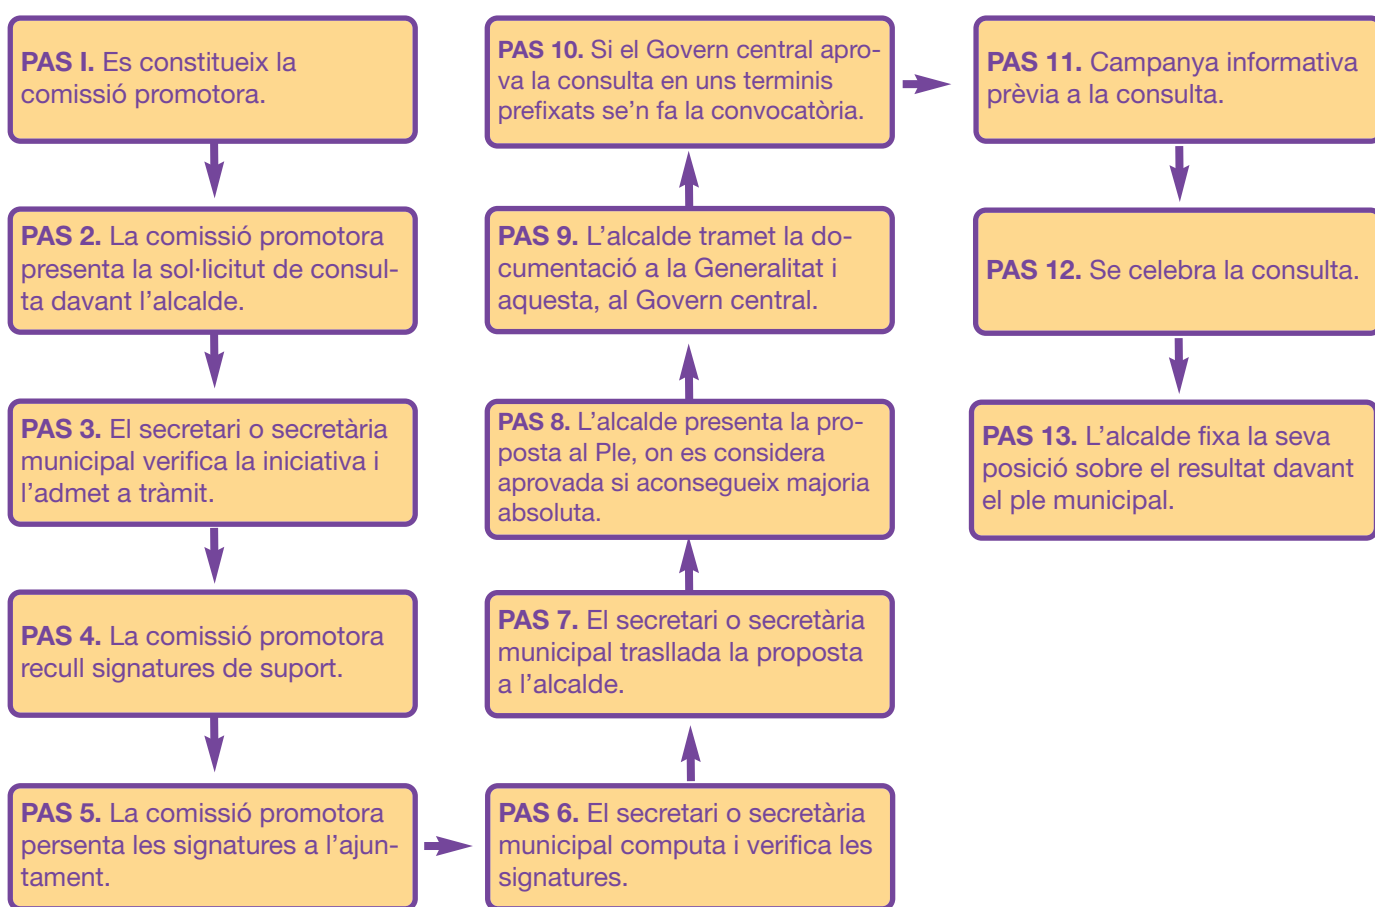 PAS I. Es constitueix la
comissió promotora.
PAS 2. La comissió promotora
presenta la sol·licitut de consul-
ta davant l’alcalde.
PAS 3. El secretari o secretària
municipal verifica la iniciativa i
l’admet a tràmit.
PAS 4. La comissió promotora
recull signatures de suport.
PAS 5. La comissió promotora
persenta les signatures a l’ajun-
tament.
PAS 6. El secretari o secretària
municipal computa i verifica les
signatures.
PAS 7. El secretari o secretària
municipal trasllada la proposta
a l’alcalde.
PAS 8. L’alcalde presenta la pro-
posta al Ple, on es considera
aprovada si aconsegueix majoria
absoluta.
PAS 9. L’alcalde tramet la do-
cumentació a la Generalitat i
aquesta, al Govern central.
PAS 10. Si el Govern central apro-
va la consulta en uns terminis
prefixats se’n fa la convocatòria.
PAS 11. Campanya informativa
prèvia a la consulta.
PAS 12. Se celebra la consulta.
PAS 13. L’alcalde fixa la seva
posició sobre el resultat davant
el ple municipal.